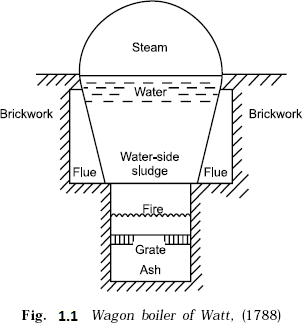 Steam
Water
Brickwork
Brickwork
Water-side
sludge
Flue
Flue
Fire
Grate
Ash
Fig. 1.1 Wagon boiler of Watt, (1788)